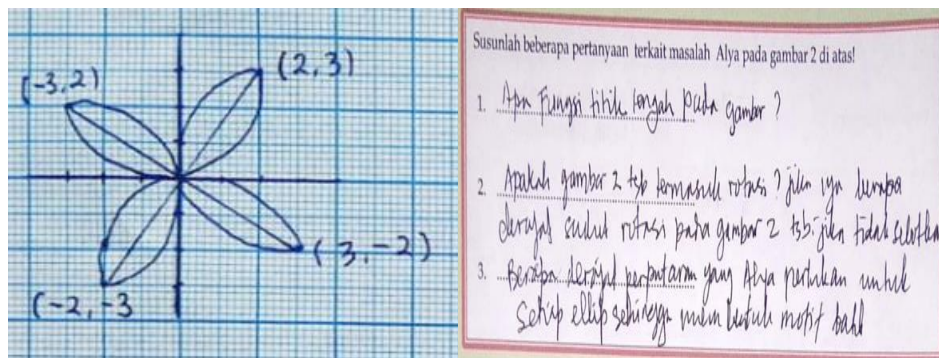 (-3,2)
(2,3)
(3,-2)
(-2,-3
Susunlah beberapa pertanyaan terkait masalah Alya pada gambar 2 di atas!
1. Apa Fungsi titik tengah Pada gambar ?
2. Apakah gambar 2 tsb termasuk rotasi ? jika iya berapa
derajat sudut rotasi pada gambar 2 tsb. jika tidak
3. Berapa derajat perputaran yang Alya perlukan untuk
Setiap ellip sehingga motif